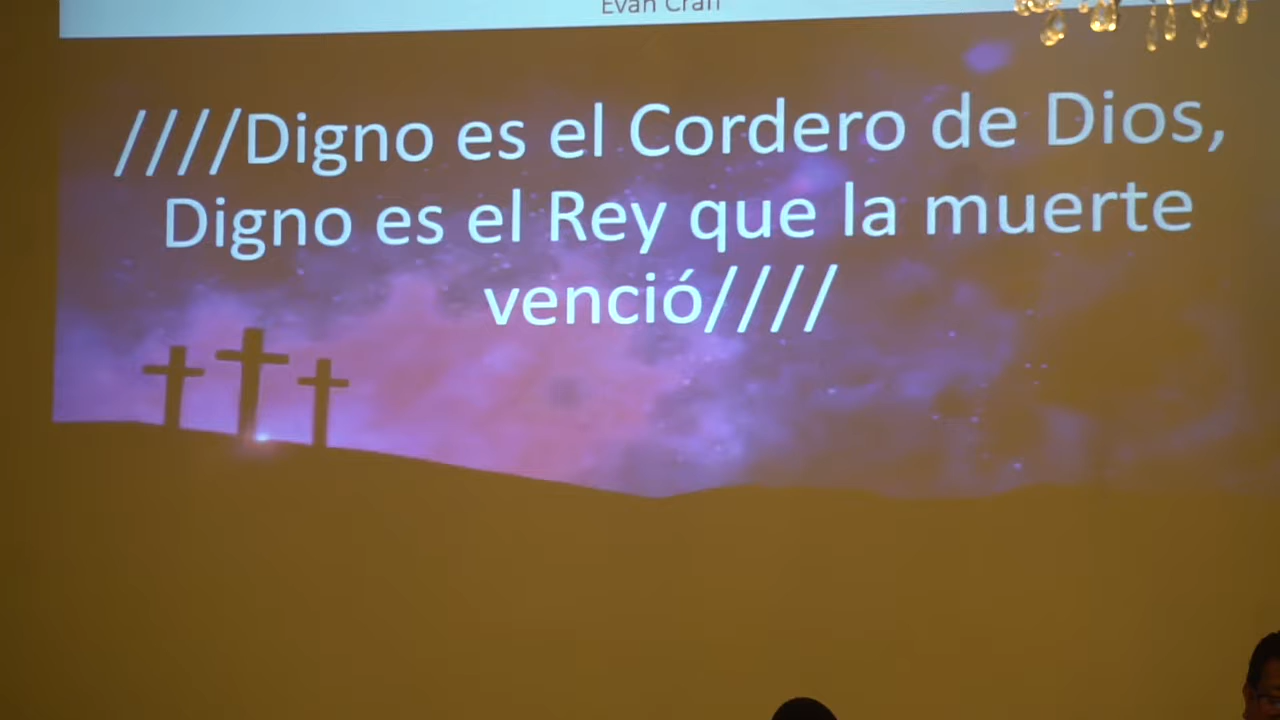 Evan Craft
////Digno es el Cordero de Dios,
Digno es el Rey que la muerte
venció////